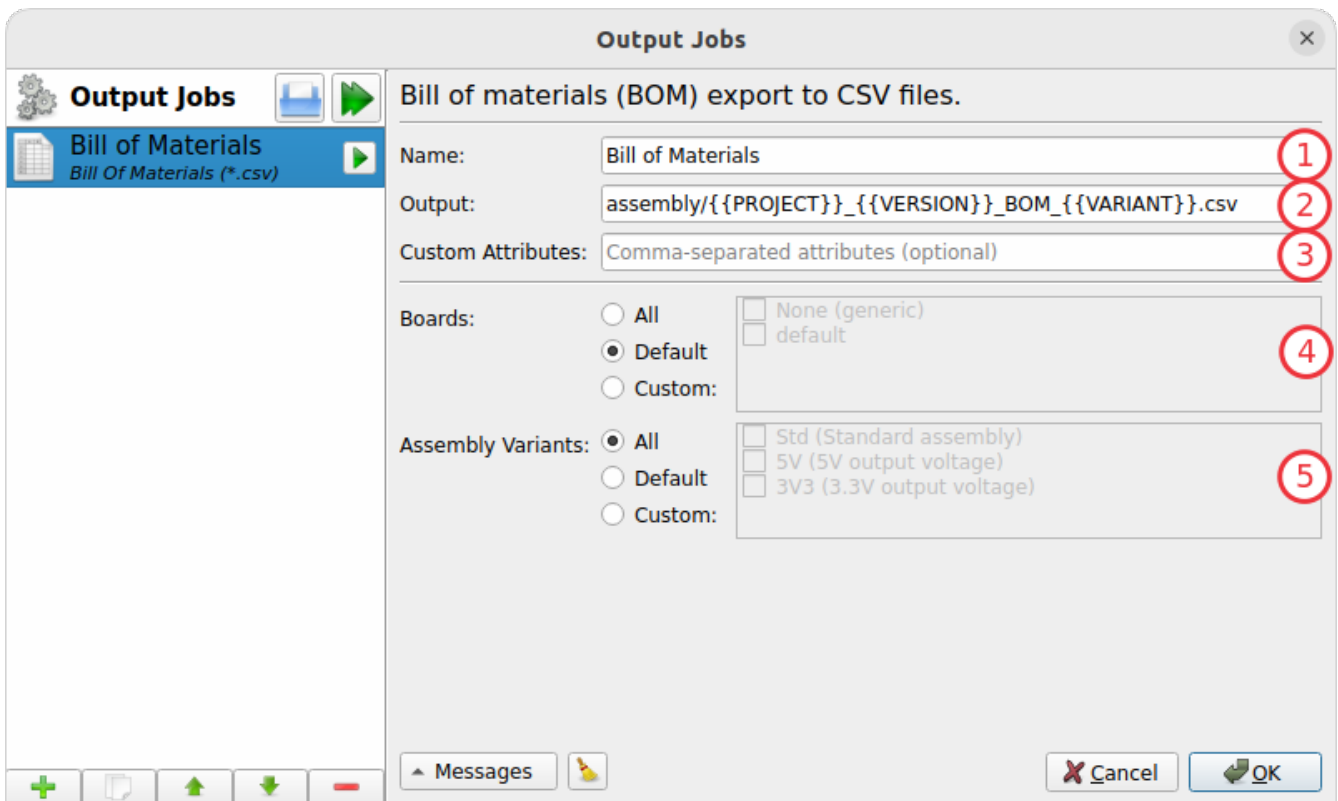 Output Jobs
Output Jobs
Bill of Materials
Bill Of Materials (*.csv)
Bill of materials (BOM) export to CSV files.
Name: Bill of Materials 1
Output: assembly/{{PROJECT}}_{{VERSION}}_BOM_{{VARIANT}}.csv 2
Custom Attributes: Comma-separated attributes (optional) 3
Boards:
All
Default
Custom:
None (generic)
default
4
Assembly Variants:
All
Default
Custom:
Std (Standard assembly)
5V (5V output voltage)
3V3 (3.3V output voltage)
5
Messages
Cancel
OK